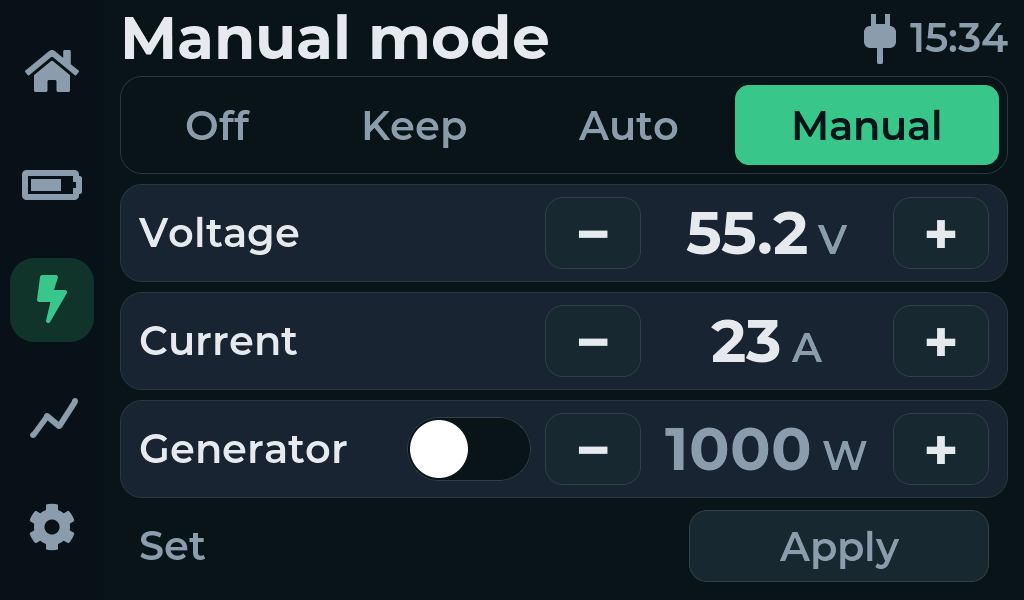 Manual mode 15:34
Off Keep Auto Manual
Voltage − 55.2 V +
Current − 23 A +
Generator − 1000 W +
Set Apply